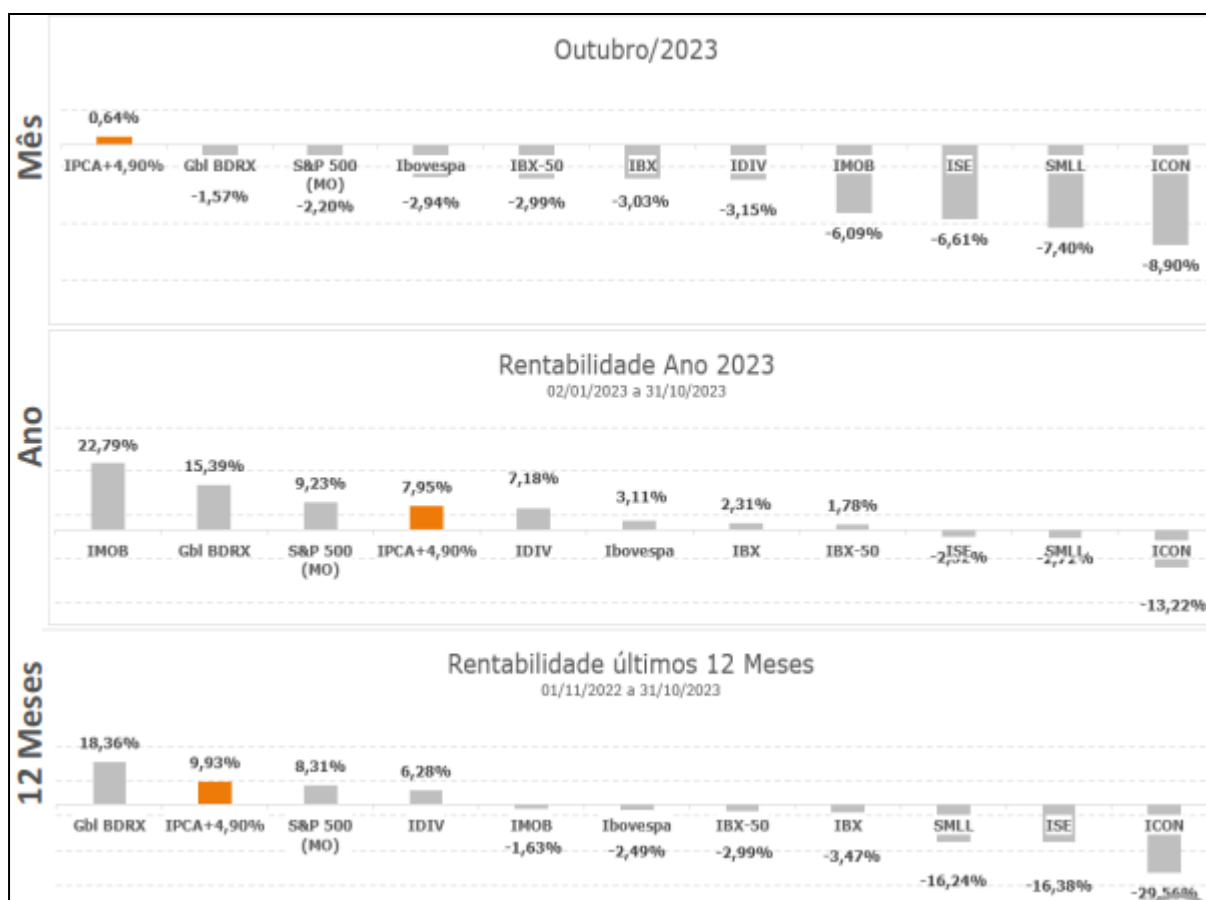 Mês
Outubro/2023
0,64%
IPCA+4,90% Gbl BDRX S&P 500 Ibovespa IBX-50 IBX IDIV IMOB ISE SMLL ICON
(MO)
-1,57% -2,20% -2,94% -2,99% -3,03% -3,15% -6,09% -6,61% -7,40% -8,90%
Ano
Rentabilidade Ano 2023
02/01/2023 a 31/10/2023
22,79% 15,39% 9,23% 7,95% 7,18% 3,11% 2,31% 1,78%
IMOB Gbl BDRX S&P 500 IPCA+4,90% IDIV Ibovespa IBX IBX-50 ISE SMLL ICON
(MO)
-13,22%
12 Meses
Rentabilidade últimos 12 Meses
01/11/2022 a 31/10/2023
18,36% 9,93% 8,31% 6,28%
Gbl BDRX IPCA+4,90% S&P 500 IDIV IMOB Ibovespa IBX-50 IBX SMLL ISE ICON
(MO)
-1,63% -2,49% -2,99% -3,47% -16,24% -16,38% -29,56%